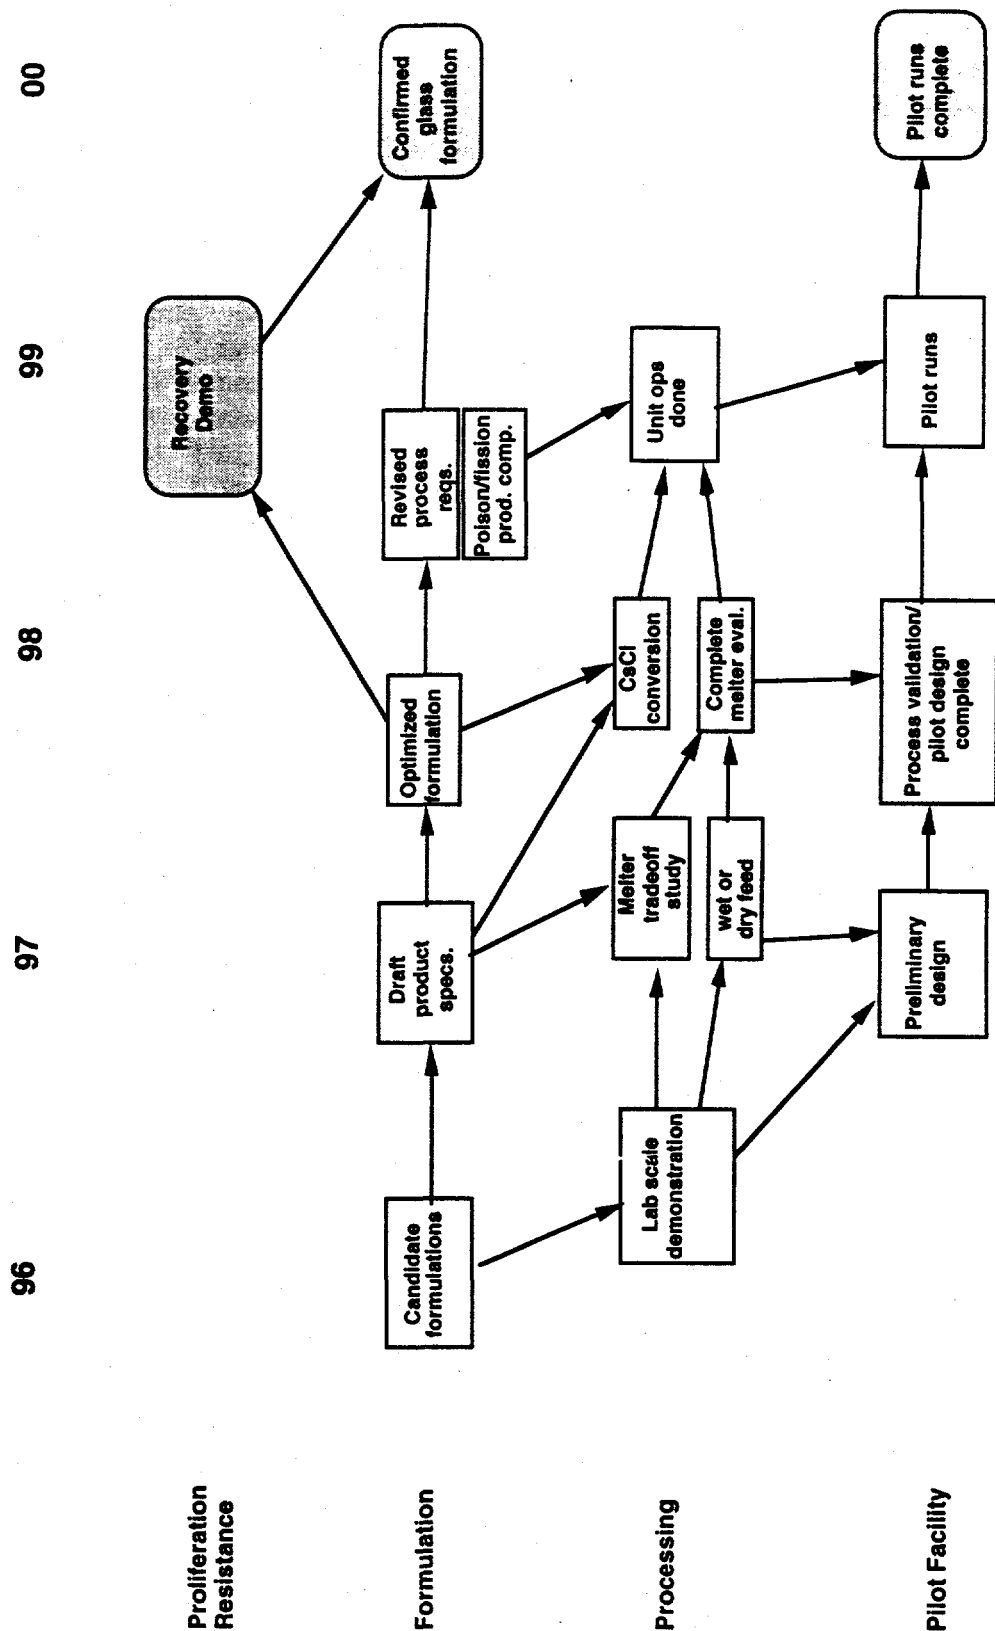 96
97
98
99
00
Proliferation
Resistance
Recovery
Demo
Formulation
Candidate
formulations
Draft
product
specs.
Optimized
formulation
Revised
process
reqs.
Poison/fission
prod. comp.
Confirmed
glass
formulation
Processing
Lab scale
demonstration
Melter
tradeoff
study
wet or
dry feed
CsCl
conversion
Complete
melter eval.
Unit ops
done
Pilot Facility
Preliminary
design
Process validation/
pilot design
complete
Pilot runs
Pilot runs
complete